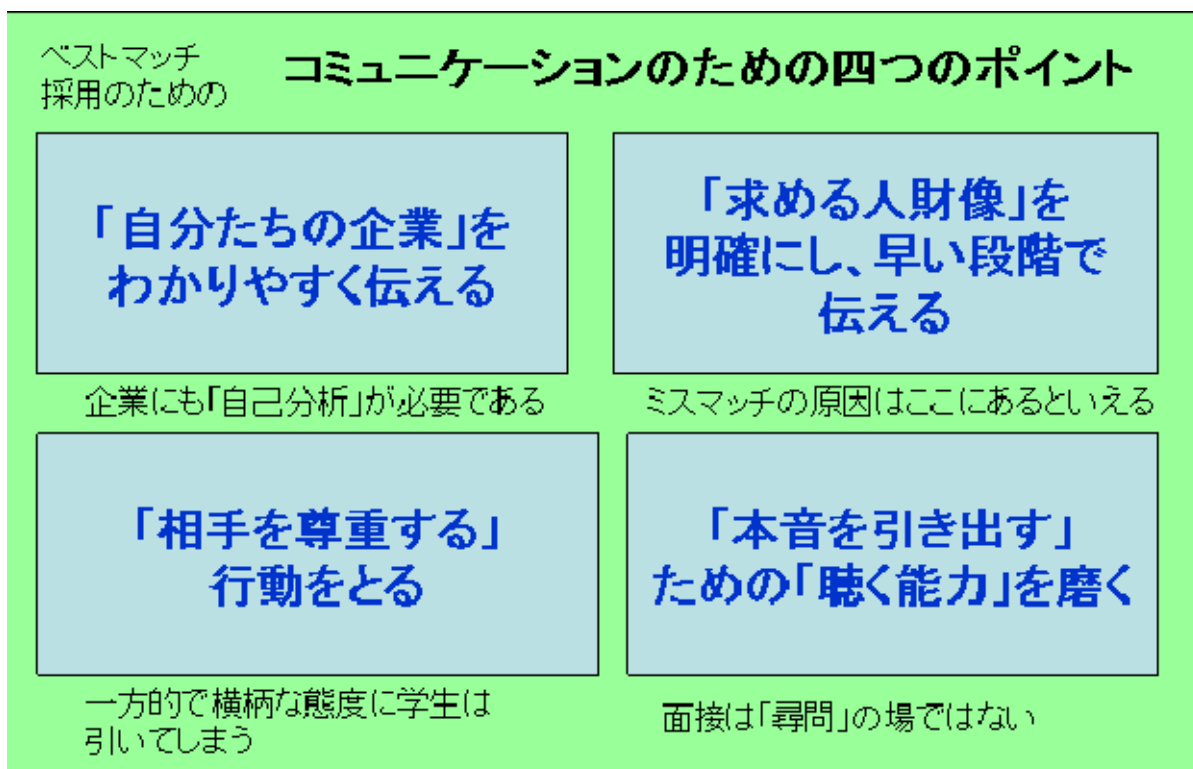 ベストマッチ
採用のための
コミュニケーションのための四つのポイント
「自分たちの企業」を
わかりやすく伝える
企業にも「自己分析」が必要である
「求める人財像」を
明確にし、早い段階で
伝える
ミスマッチの原因はここにあるといえる
「相手を尊重する」
行動をとる
一方的で横柄な態度に学生は
引いてしまう
「本音を引き出す」
ための「聴く能力」を磨く
面接は「尋問」の場ではない